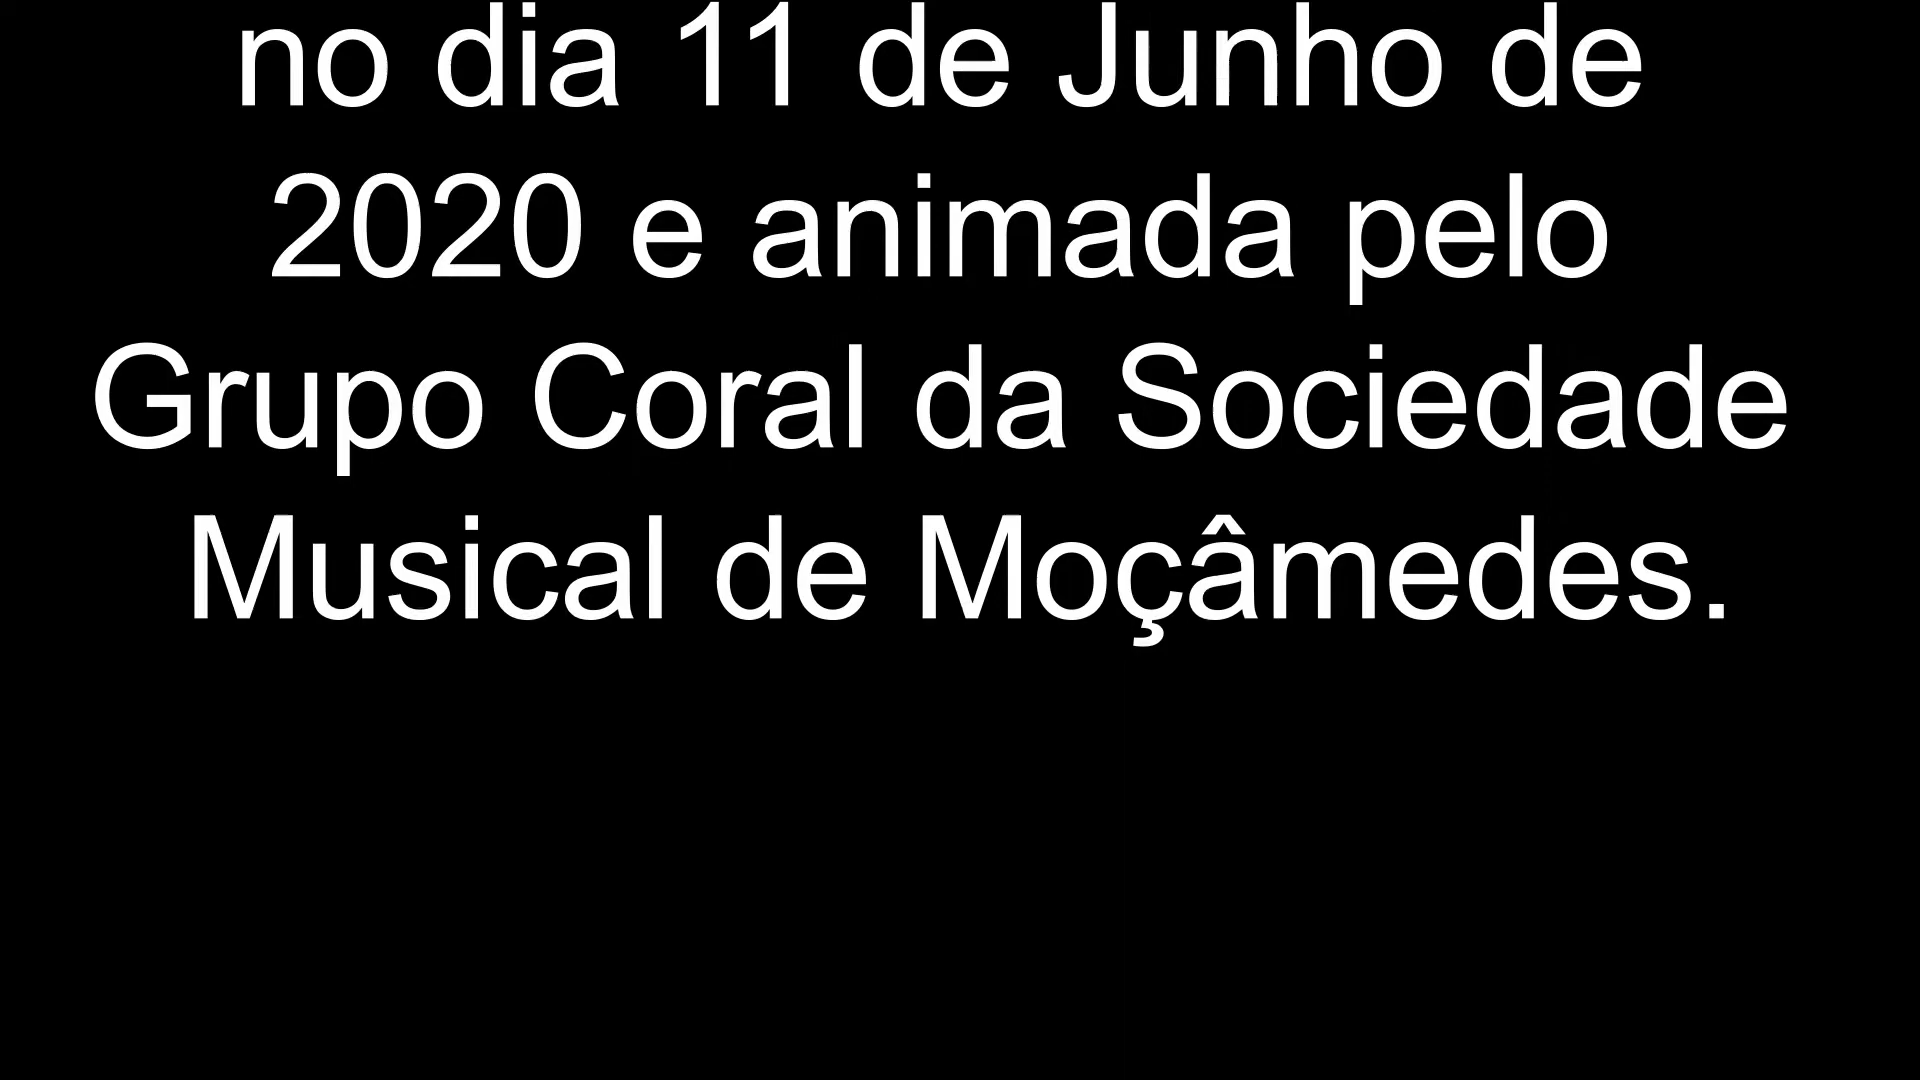 no dia 11 de Junho de
2020 e animada pelo
Grupo Coral da Sociedade
Musical de Moçâmedes.